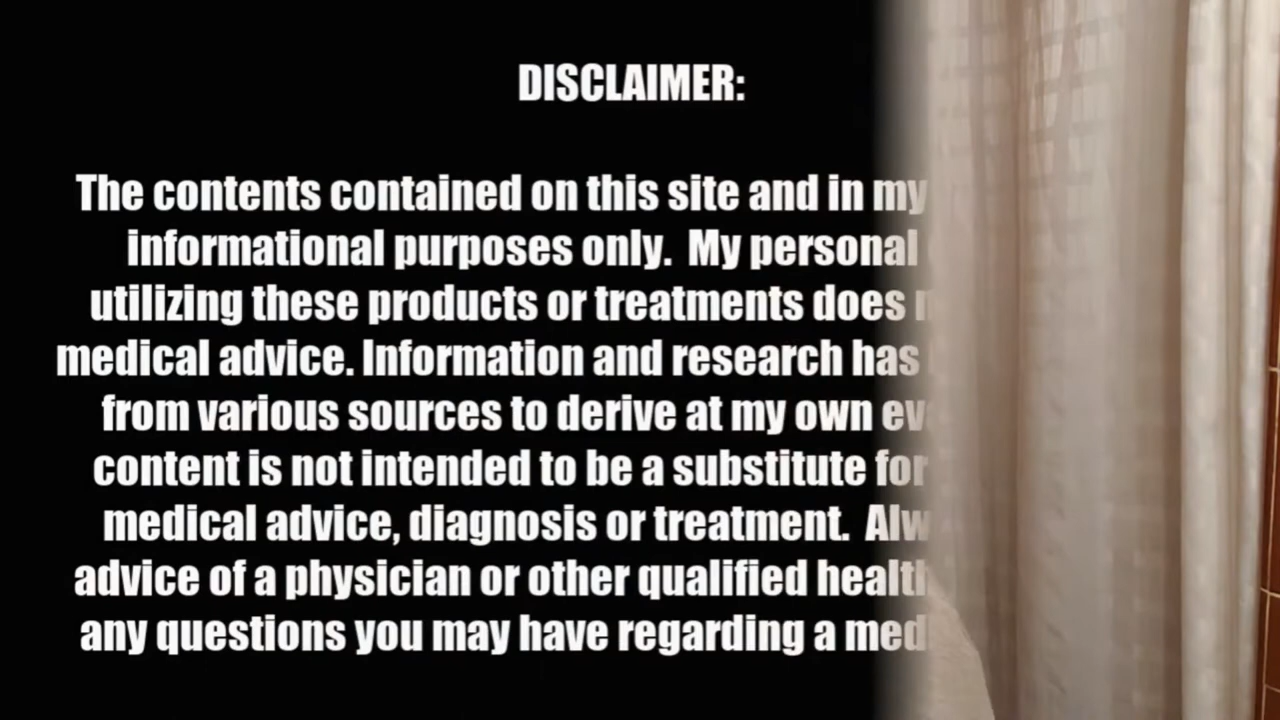 DISCLAIMER:
The contents contained on this site and in my
informational purposes only. My personal
utilizing these products or treatments does
medical advice. Information and research has
from various sources to derive at my own
content is not intended to be a substitute for
medical advice, diagnosis or treatment.
advice of a physician or other qualified
any questions you may have regarding a